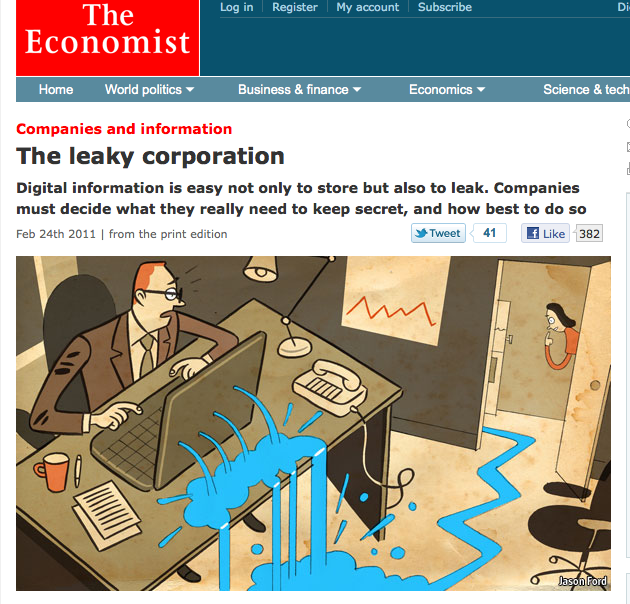 The
Economist
Log in
Register
My account
Subscribe
Di
Home
World politics
Business & finance
Economics
Science & tech
Companies and information
The leaky corporation
Digital information is easy not only to store but also to leak. Companies
must decide what they really need to keep secret, and how best to do so
Feb 24th 2011 | from the print edition
Tweet
41
Like
382
Jason Ford